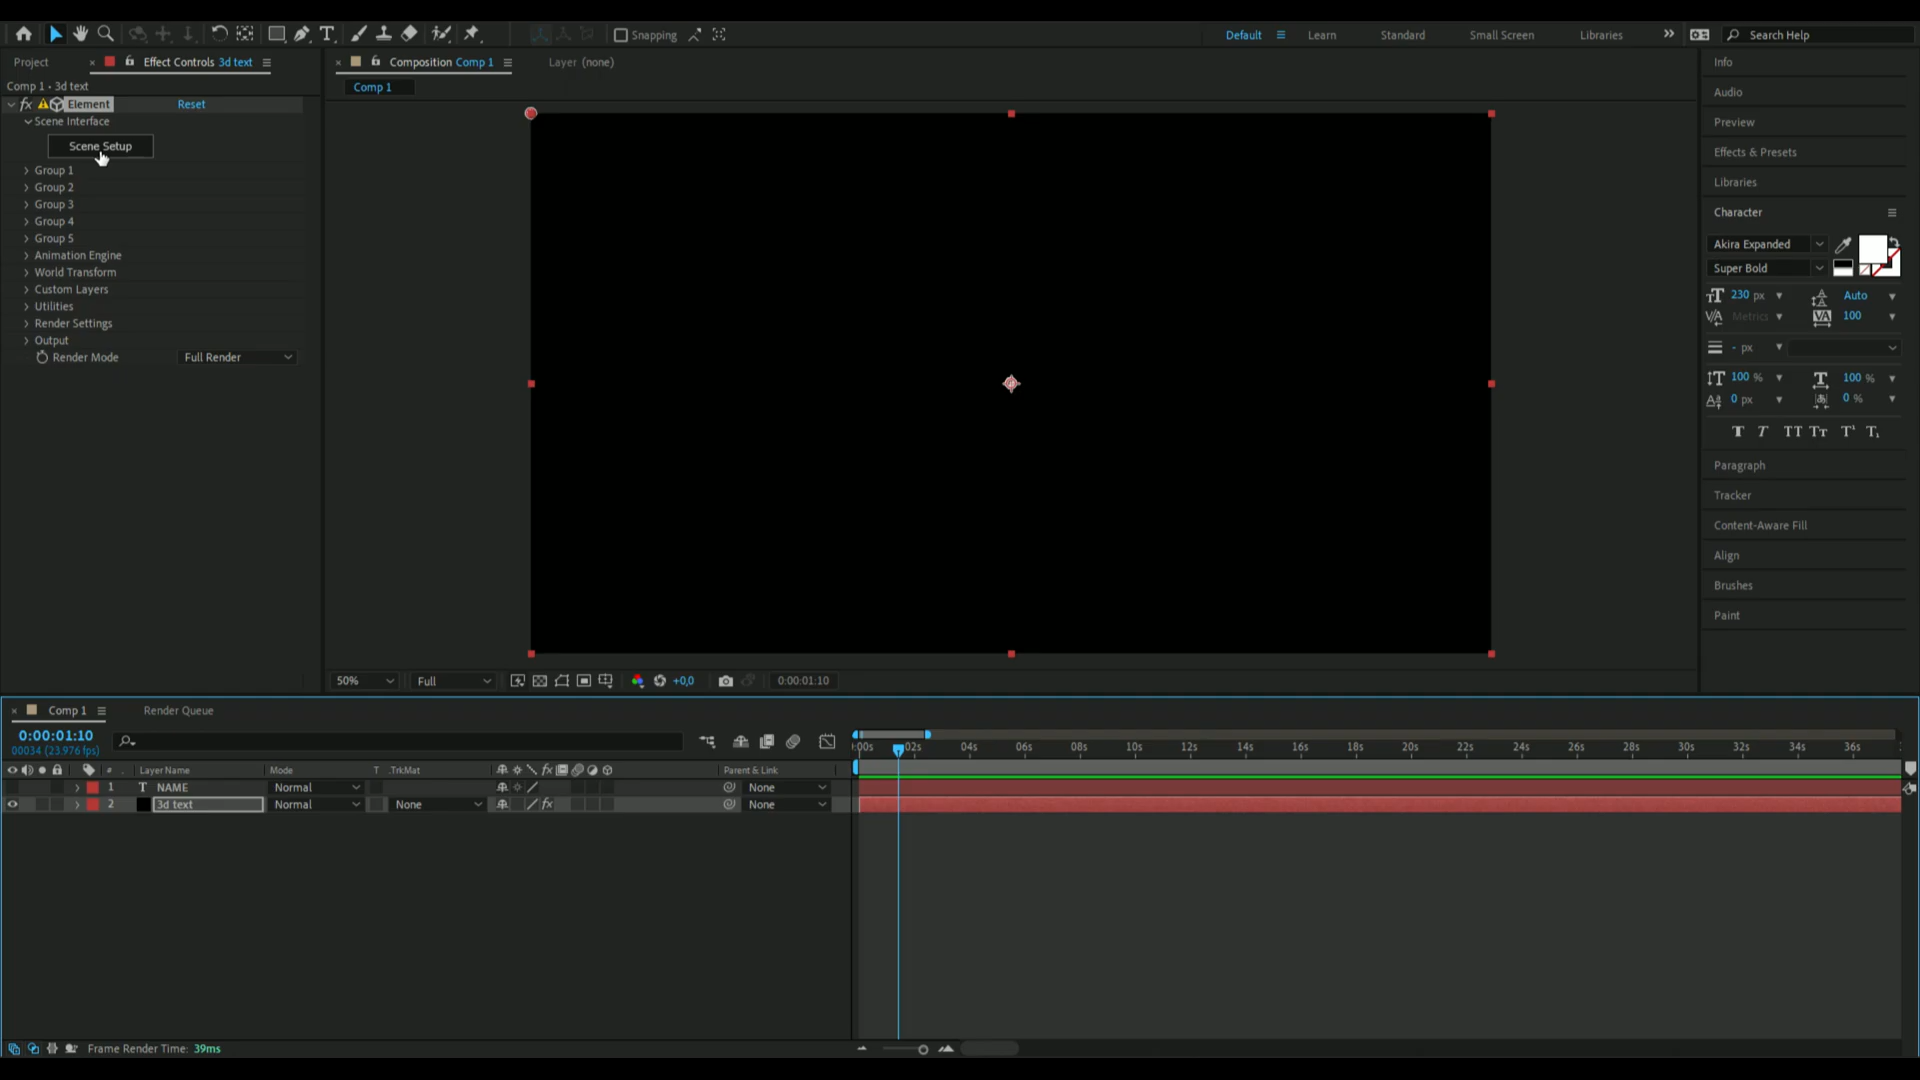 Snapping
Default
Learn
Standard
Small Screen
Libraries
Search Help
Project
Effect Controls 3d text
Composition Comp 1
Layer (none)
Info
Comp 1 • 3d text
Comp 1
Audio
fx
Element
Reset
Scene Interface
Preview
Scene Setup
Effects & Presets
Group 1
Libraries
Group 2
Group 3
Character
Group 4
Group 5
Akira Expanded
Animation Engine
Super Bold
World Transform
Custom Layers
230 px
Auto
Utilities
Metrics
100
Render Settings
Output
- px
Render Mode
Full Render
100 %
100 %
0 px
0 %
T T TT Tr T¹ T₁
Paragraph
Tracker
Content-Aware Fill
Align
Brushes
Paint
50%
Full
+0,0
0:00:01:10
Comp 1
Render Queue
0:00:01:10
00034 (23.976 fps)
:00s 02s 04s 06s 08s 10s 12s 14s 16s 18s 20s 22s 24s 26s 28s 30s 32s 34s 36s
# Layer Name Mode T .TrkMat fx Parent & Link
1 T NAME Normal None
2 3d text Normal None fx None
Frame Render Time: 39ms